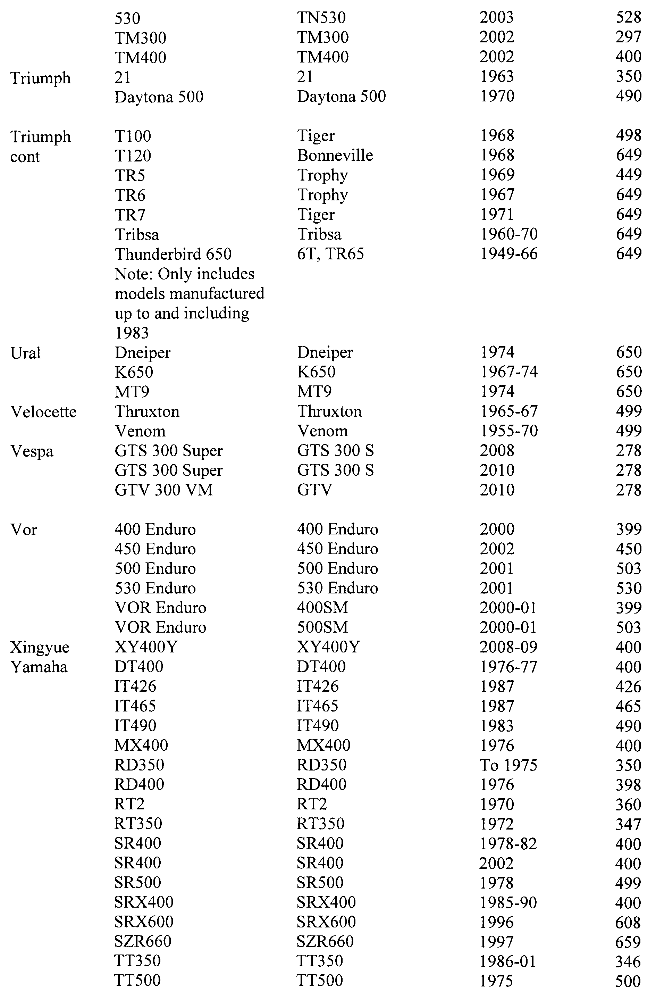 530 TN530 2003 528
TM300 TM300 2002 297
TM400 TM400 2002 400
Triumph 21 21 1963 350
Daytona 500 Daytona 500 1970 490
Triumph T100 Tiger 1968 498
cont T120 Bonneville 1968 649
TR5 Trophy 1969 449
TR6 Trophy 1967 649
TR7 Tiger 1971 649
Tribsa Tribsa 1960-70 649
Thunderbird 650 6T, TR65 1949-66 649
Note: Only includes
models manufactured
up to and including
1983
Ural Dneiper Dneiper 1974 650
K650 K650 1967-74 650
MT9 MT9 1974 650
Velocette Thruxton Thruxton 1965-67 499
Venom Venom 1955-70 499
Vespa GTS 300 Super GTS 300 S 2008 278
GTS 300 Super GTS 300 S 2010 278
GTV 300 VM GTV 2010 278
Vor 400 Enduro 400 Enduro 2000 399
450 Enduro 450 Enduro 2002 450
500 Enduro 500 Enduro 2001 503
530 Enduro 530 Enduro 2001 530
VOR Enduro 400SM 2000-01 399
VOR Enduro 500SM 2000-01 503
Xingyue XY400Y XY400Y 2008-09 400
Yamaha DT400 DT400 1976-77 400
IT426 IT426 1987 426
IT465 IT465 1987 465
IT490 IT490 1983 490
MX400 MX400 1976 400
RD350 RD350 To 1975 350
RD400 RD400 1976 398
RT2 RT2 1970 360
RT350 RT350 1972 347
SR400 SR400 1978-82 400
SR400 SR400 2002 400
SR500 SR500 1978 499
SRX400 SRX400 1985-90 400
SRX600 SRX600 1996 608
SZR660 SZR660 1997 659
TT350 TT350 1986-01 346
TT500 TT500 1975 500